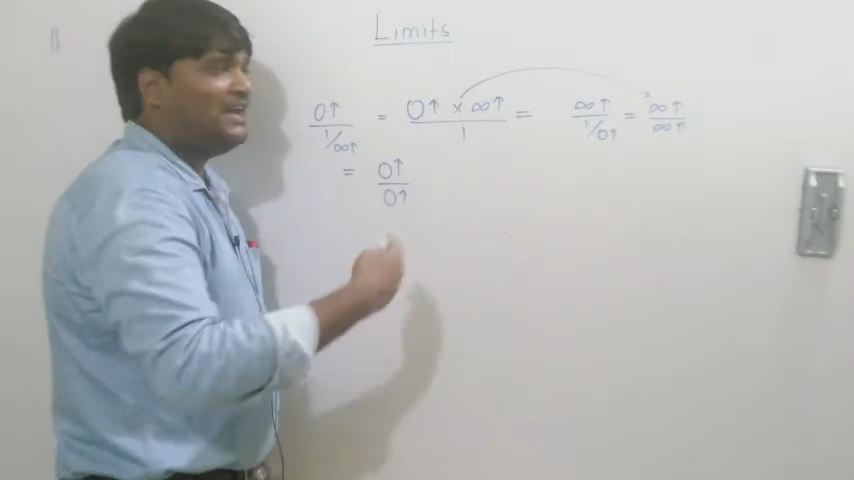 Limits
0↑/(1/∞↑) = (0↑ × ∞↑)/1 = ∞↑/(1/0↑) = ∞↑/∞↑
= 0↑/0↑